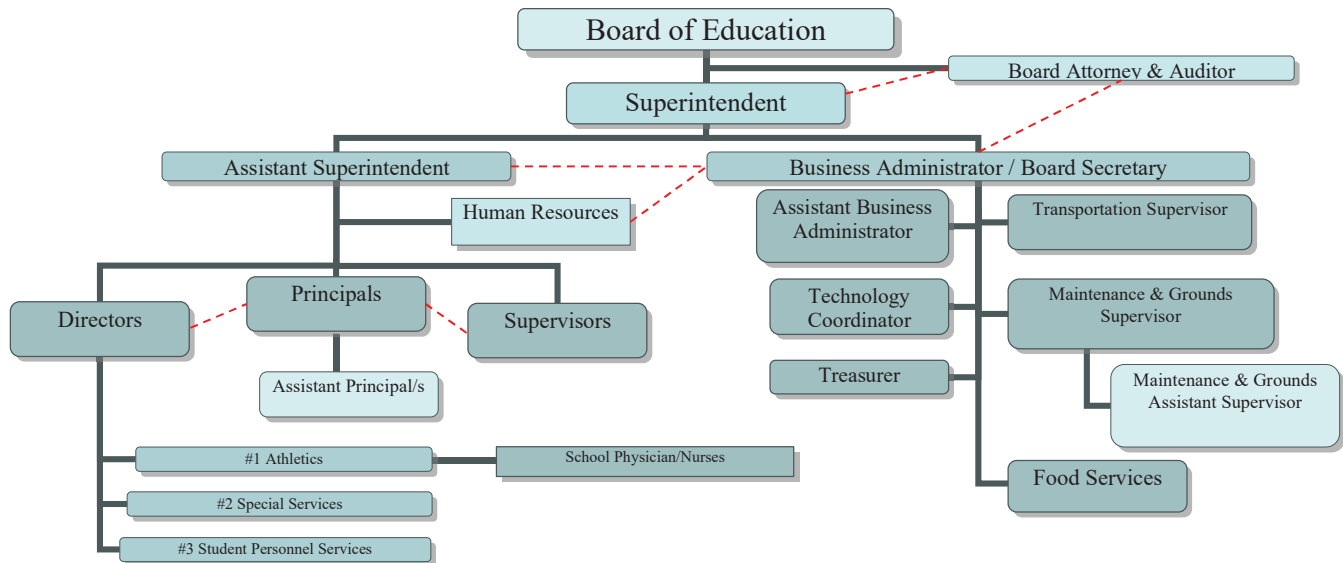 Board of Education
Board Attorney & Auditor
Superintendent
Assistant Superintendent
Business Administrator / Board Secretary
Human Resources
Assistant Business
Administrator
Transportation Supervisor
Directors
Principals
Supervisors
Technology
Coordinator
Maintenance & Grounds
Supervisor
Assistant Principal/s
Treasurer
Maintenance & Grounds
Assistant Supervisor
#1 Athletics
School Physician/Nurses
Food Services
#2 Special Services
#3 Student Personnel Services